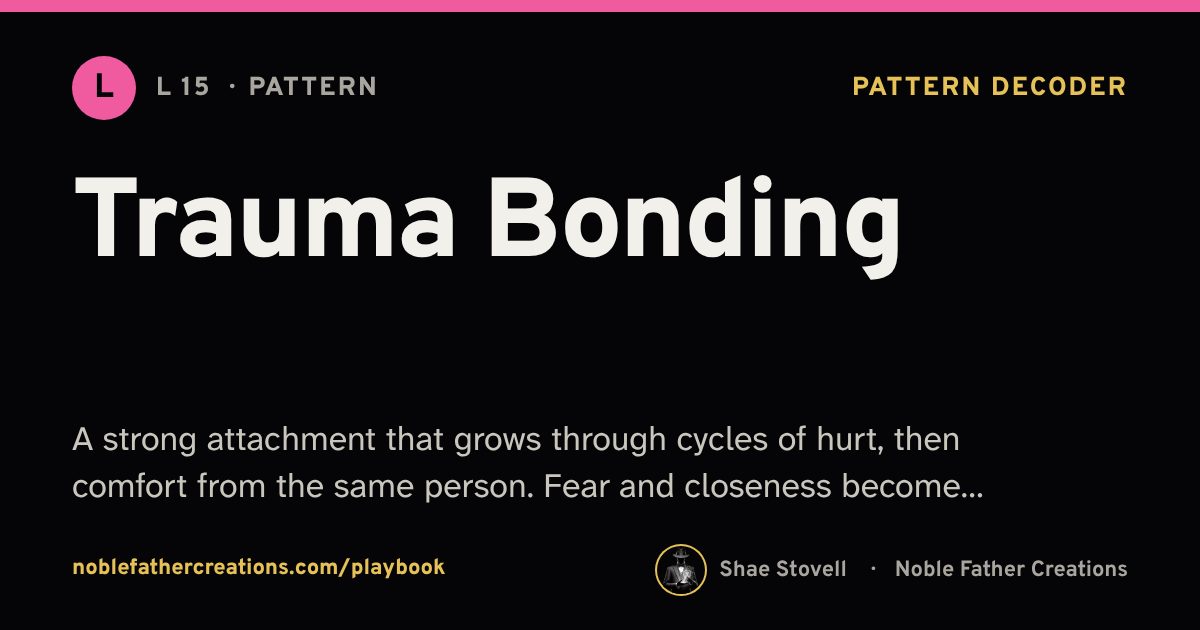 L
L 15 · PATTERN
PATTERN DECODER
Trauma Bonding
A strong attachment that grows through cycles of hurt, then
comfort from the same person. Fear and closeness become...
noblefathercreations.com/playbook
Shae Stovell · Noble Father Creations